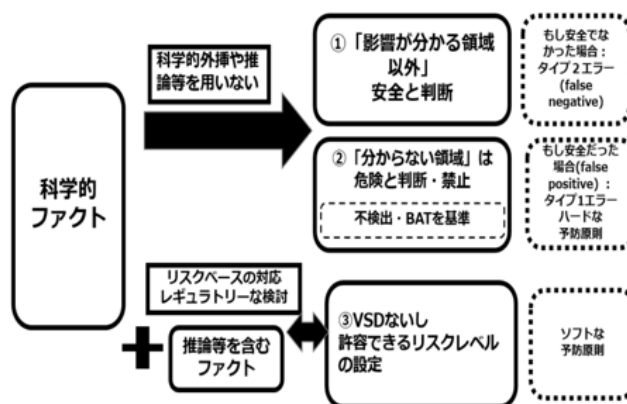 科学的
ファクト
科学的外挿や推
論等を用いない
①「影響が分かる領域
以外」
安全と判断
もし安全でな
かった場合：
タイプ２エラー
(false
negative)
②「分からない領域」は
危険と判断・禁止
不検出・BATを基準
もし安全だった
場合(false
positive)：
タイプ1エラー
ハードな
予防原則
リスクベースの対応
レギュラトリーな検討
+
推論等を含む
ファクト
③VSDないし
許容できるリスクレベル
の設定
ソフトな
予防原則